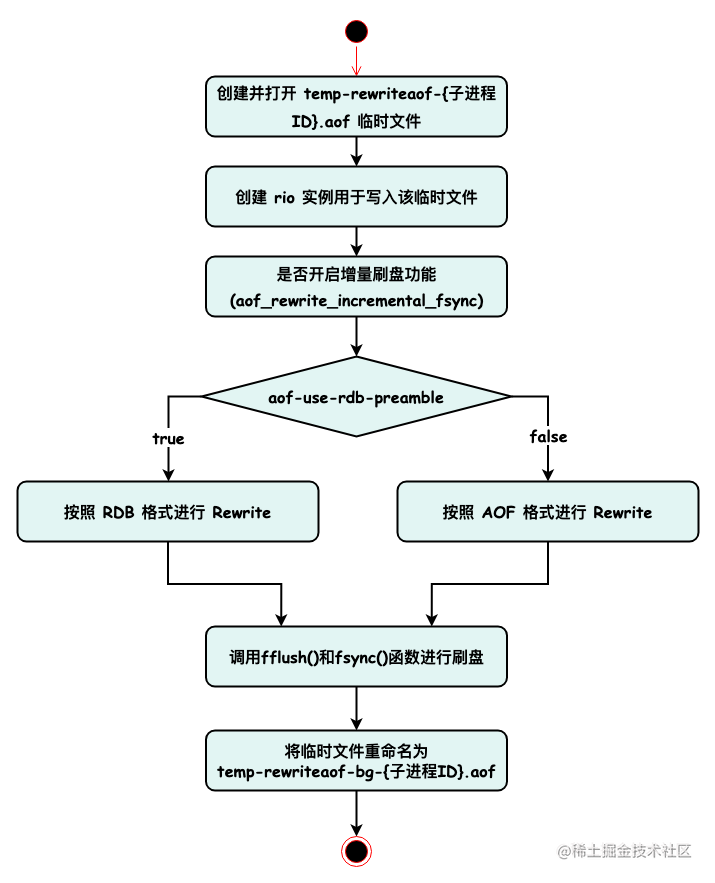 创建并打开 temp-rewriteaof-{子进程
ID}.aof 临时文件
创建 rio 实例用于写入该临时文件
是否开启增量刷盘功能
(aof_rewrite_incremental_fsync)
aof-use-rdb-preamble
true
false
按照 RDB 格式进行 Rewrite
按照 AOF 格式进行 Rewrite
调用fflush()和fsync()函数进行刷盘
将临时文件重命名为
temp-rewriteaof-bg-{子进程ID}.aof
@稀土掘金技术社区